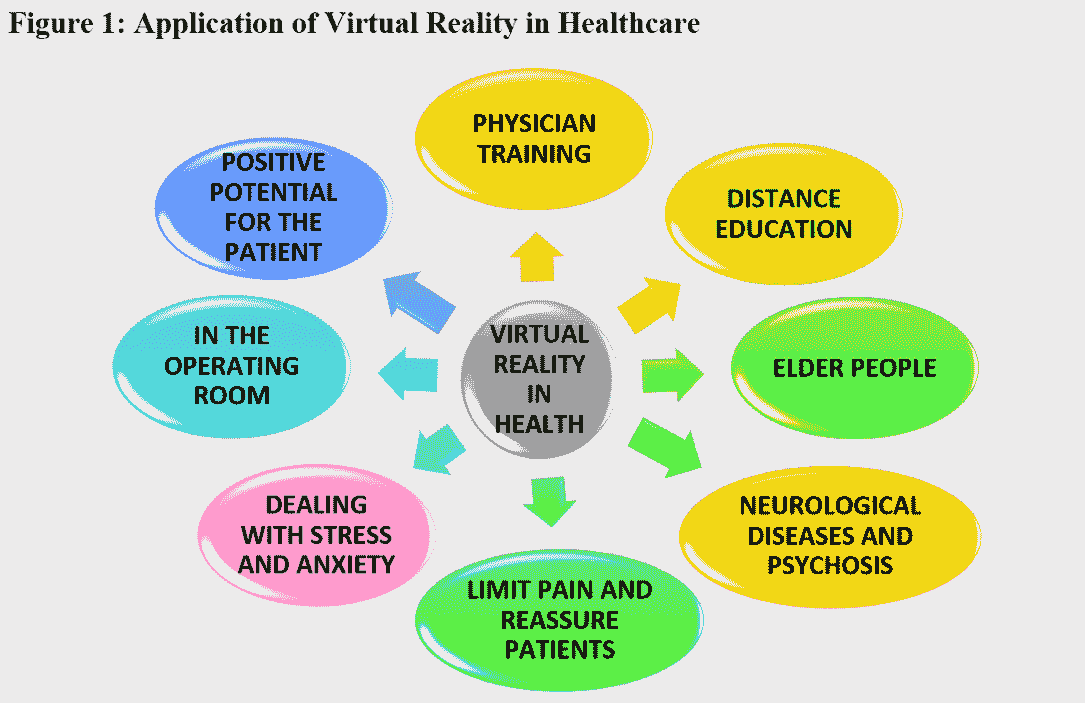 Figure 1: Application of Virtual Reality in Healthcare
PHYSICIAN
TRAINING
DISTANCE
EDUCATION
ELDER PEOPLE
NEUROLOGICAL
DISEASES AND
PSYCHOSIS
LIMIT PAIN AND
REASSURE
PATIENTS
DEALING
WITH STRESS
AND ANXIETY
IN THE
OPERATING
ROOM
POSITIVE
POTENTIAL
FOR THE
PATIENT
VIRTUAL
REALITY
IN
HEALTH